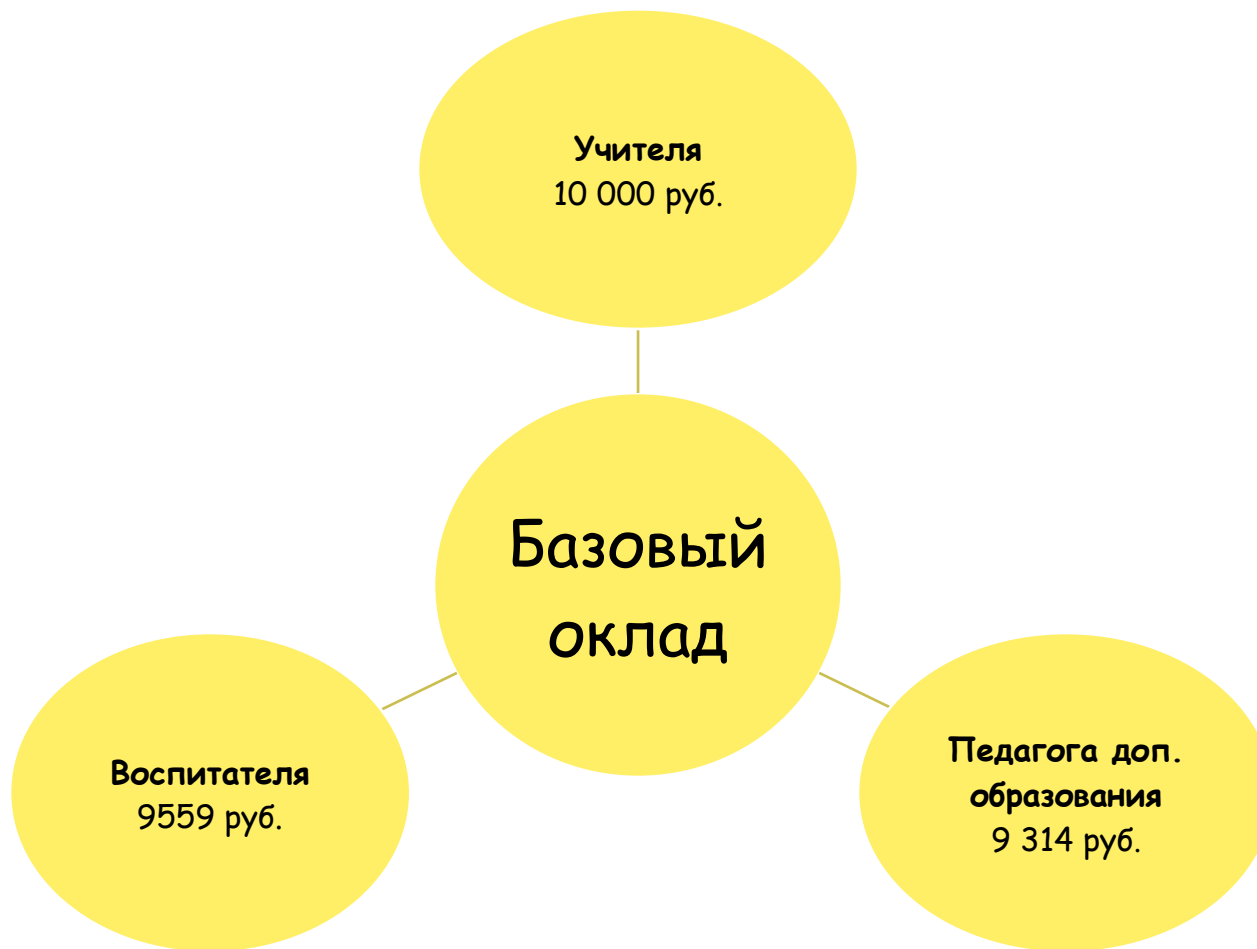 Учителя
10 000 руб.
Базовый
оклад
Воспитателя
9559 руб.
Педагога доп.
образования
9 314 руб.